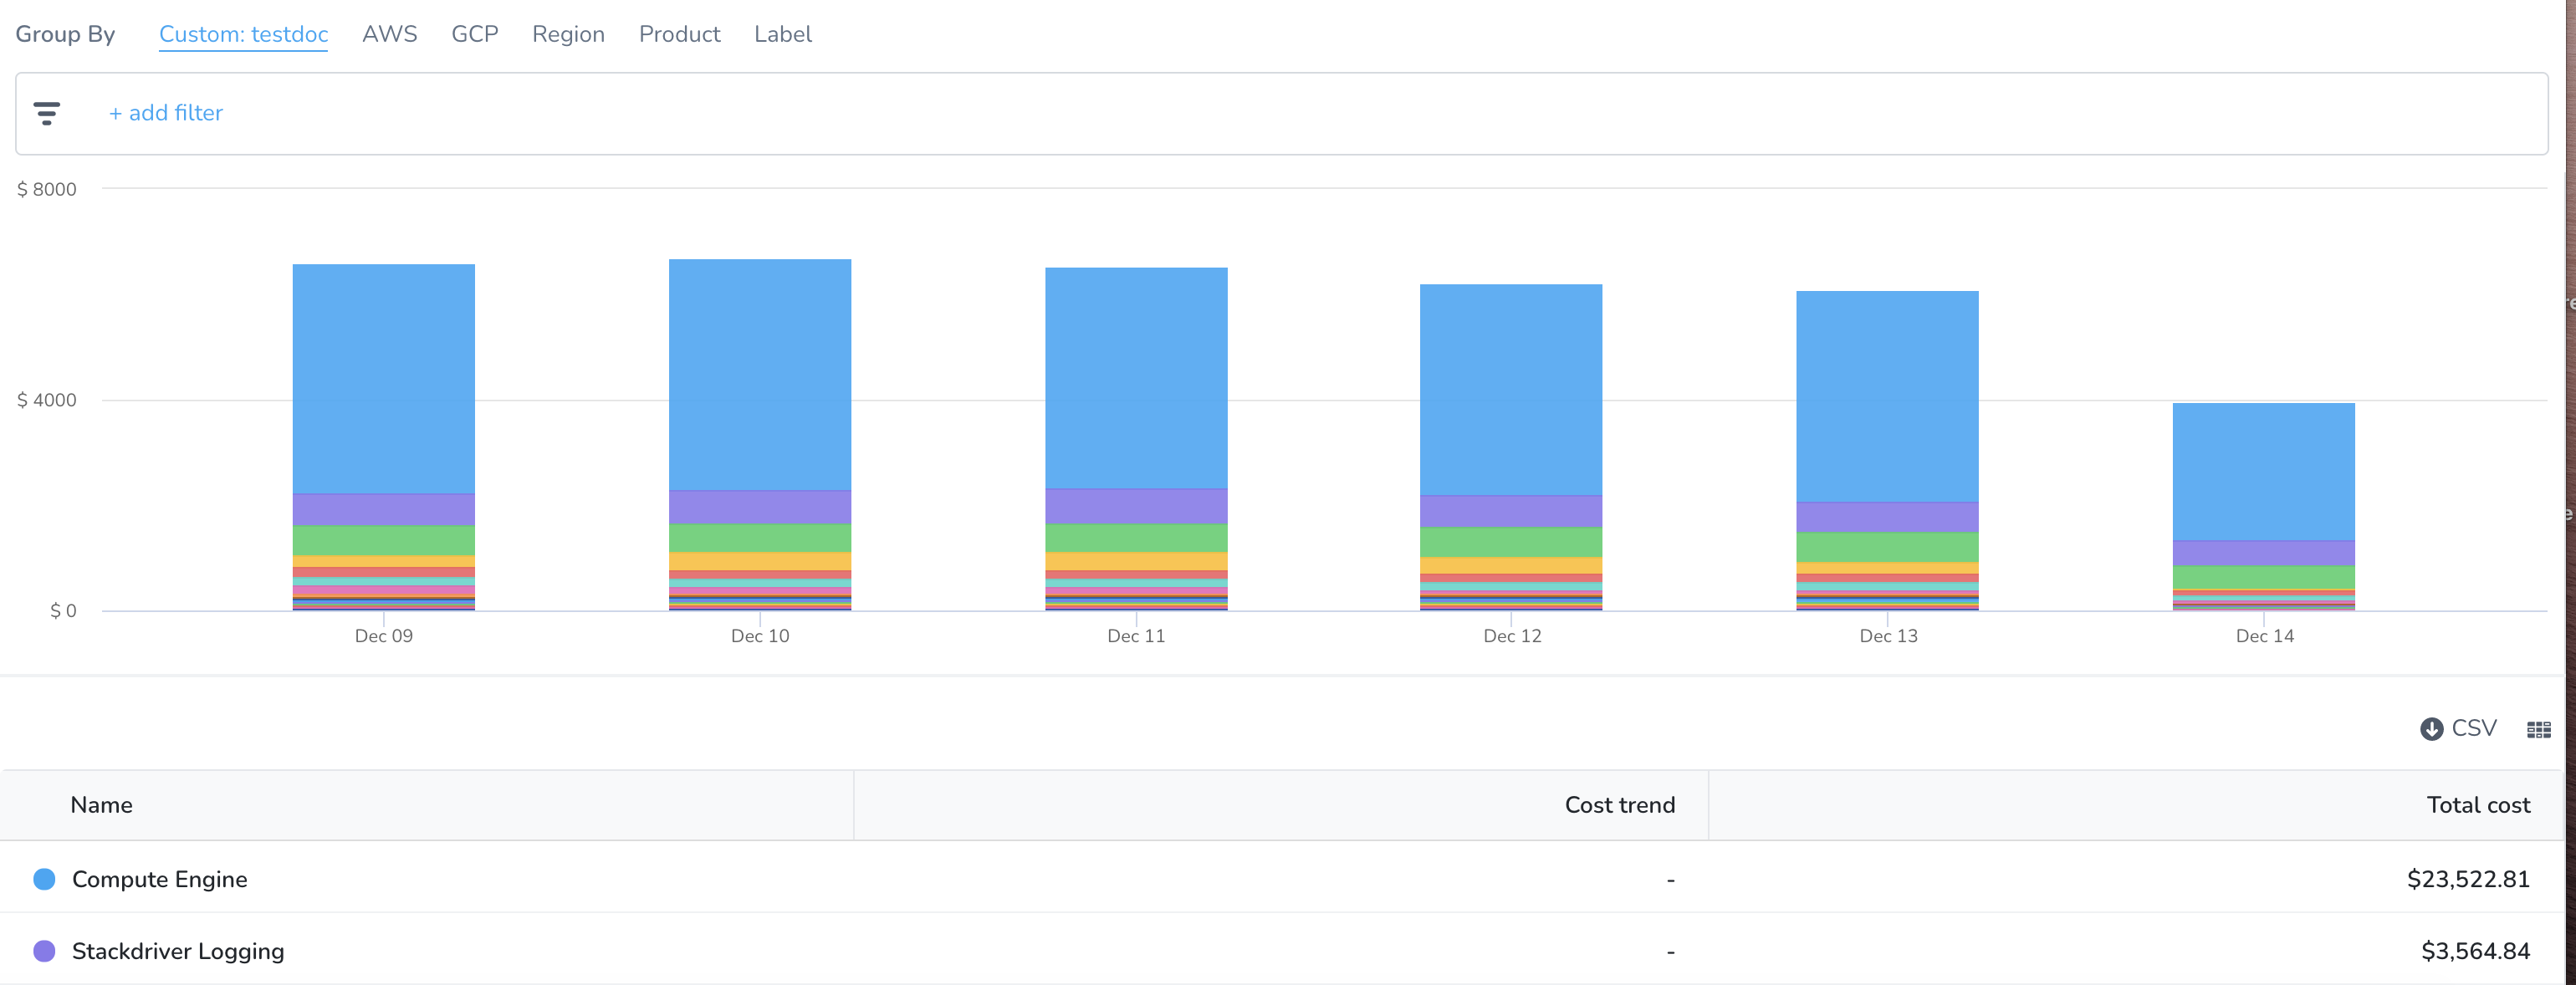 Group By Custom: testdoc AWS GCP Region Product Label
+ add filter
$ 8000
$ 4000
$ 0
Dec 09 Dec 10 Dec 11 Dec 12 Dec 13 Dec 14
CSV
Name Cost trend Total cost
Compute Engine - $23,522.81
Stackdriver Logging - $3,564.84